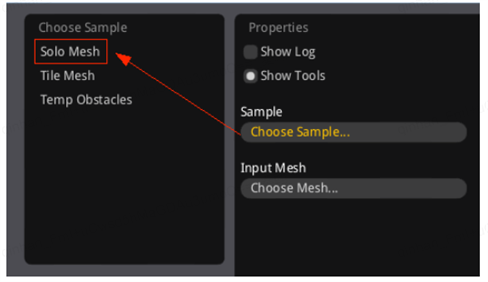 Choose Sample
Solo Mesh
Tile Mesh
Temp Obstacles
Properties
Show Log
Show Tools
Sample
Choose Sample...
Input Mesh
Choose Mesh...